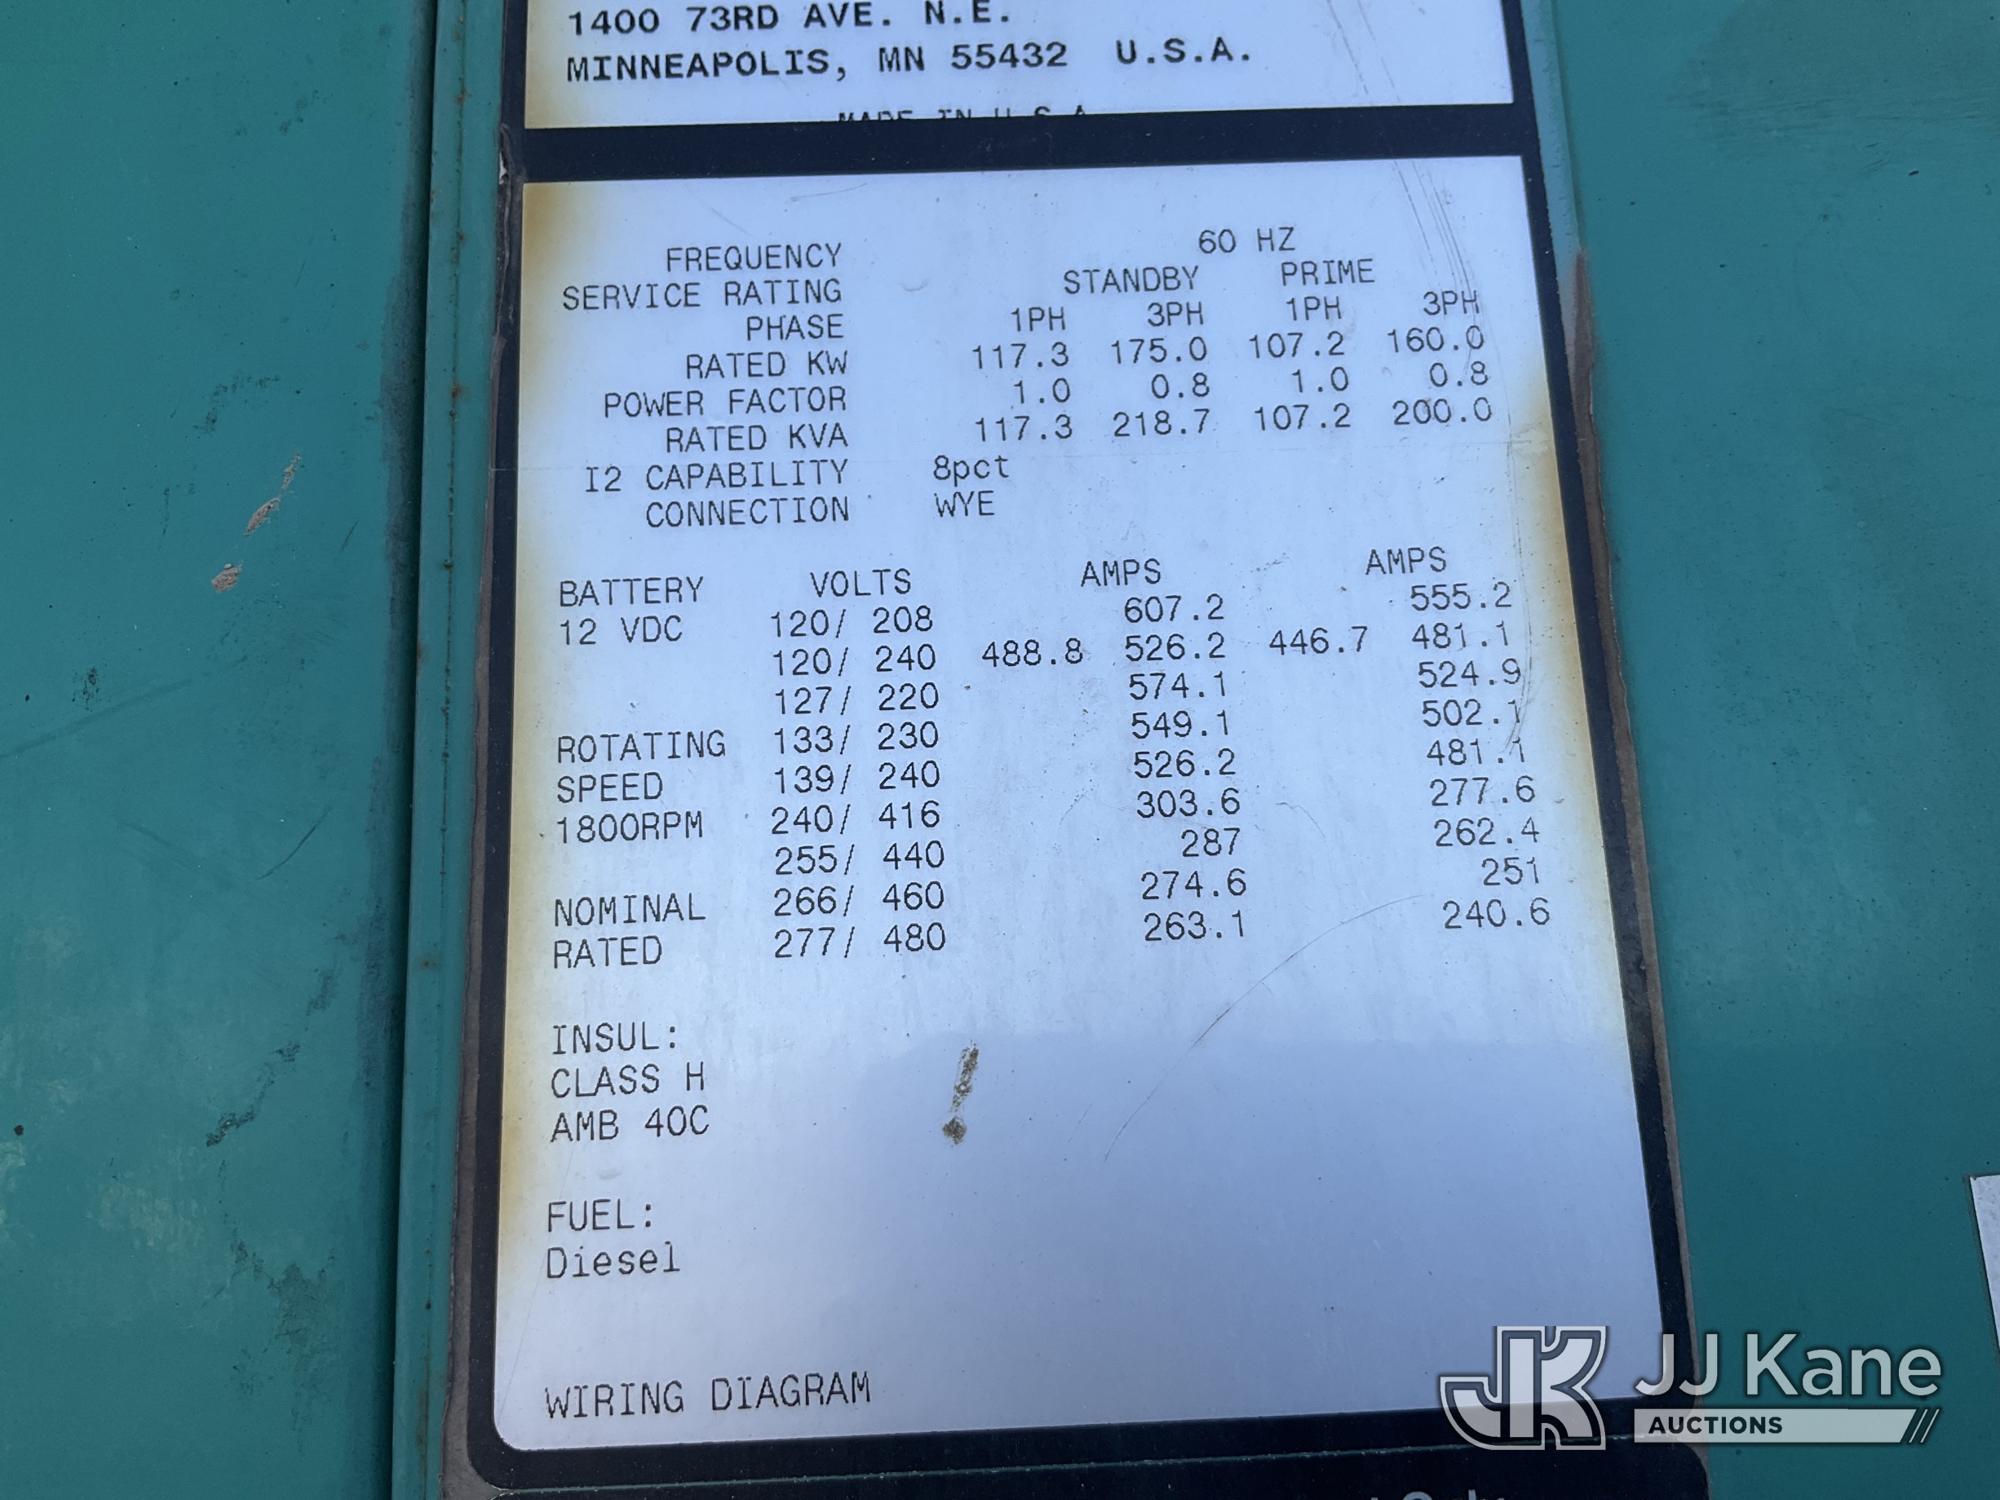 1400 73RD AVE. N.E.
MINNEAPOLIS, MN 55432 U.S.A.
MADE IN U.S.A.
FREQUENCY 60 HZ
SERVICE RATING STANDBY PRIME
PHASE 1PH 3PH 1PH 3PH
RATED KW 117.3 175.0 107.2 160.0
POWER FACTOR 1.0 0.8 1.0 0.8
RATED KVA 117.3 218.7 107.2 200.0
I2 CAPABILITY 8pct
CONNECTION WYE
BATTERY VOLTS AMPS AMPS
12 VDC 120/ 208 607.2 555.2
120/ 240 488.8 526.2 446.7 481.1
127/ 220 574.1 524.9
ROTATING 133/ 230 549.1 502.1
SPEED 139/ 240 526.2 481.1
1800RPM 240/ 416 303.6 277.6
255/ 440 287 262.4
NOMINAL 266/ 460 274.6 251
RATED 277/ 480 263.1 240.6
INSUL:
CLASS H
AMB 40C
FUEL:
Diesel
WIRING DIAGRAM
JK JJ Kane
AUCTIONS